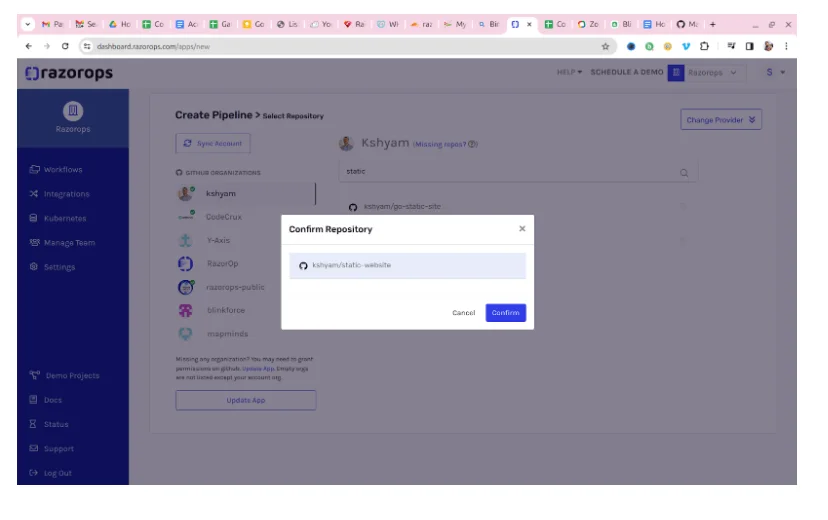 Pa
Se
Ho
Co
Ac
Ga
Co
Lis
Yo
Ra
Wi
raz
My
Bir
Co
Zo
Bli
Ho
Ma
dashboard.razorops.com/apps/new
razorops
HELP
SCHEDULE A DEMO
Razorops
S
Razorops
Workflows
Integrations
Kubernetes
Manage Team
Settings
Demo Projects
Docs
Status
Support
Log Out
Create Pipeline > Select Repository
Change Provider
Sync Account
GITHUB ORGANIZATIONS
kshyam
CodeCrux
Y-Axis
RazorOp
razorops-public
blinkforce
mapminds
Missing any organization? You may need to grant
permissions on github. Update App. Empty orgs
are not listed except your account org.
Update App
Kshyam (Missing repos? )
static
kshyam/go-static-site
Confirm Repository
kshyam/static-website
Cancel
Confirm